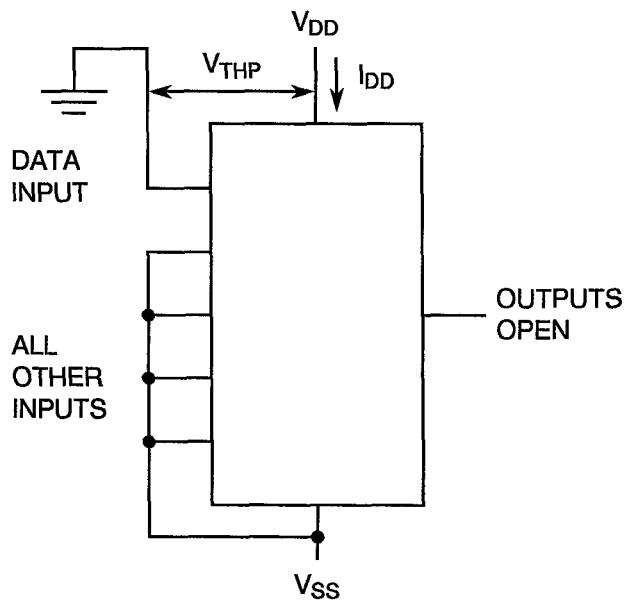 VDD
VTHP
IDD
DATA
INPUT
OUTPUTS
OPEN
ALL
OTHER
INPUTS
VSS